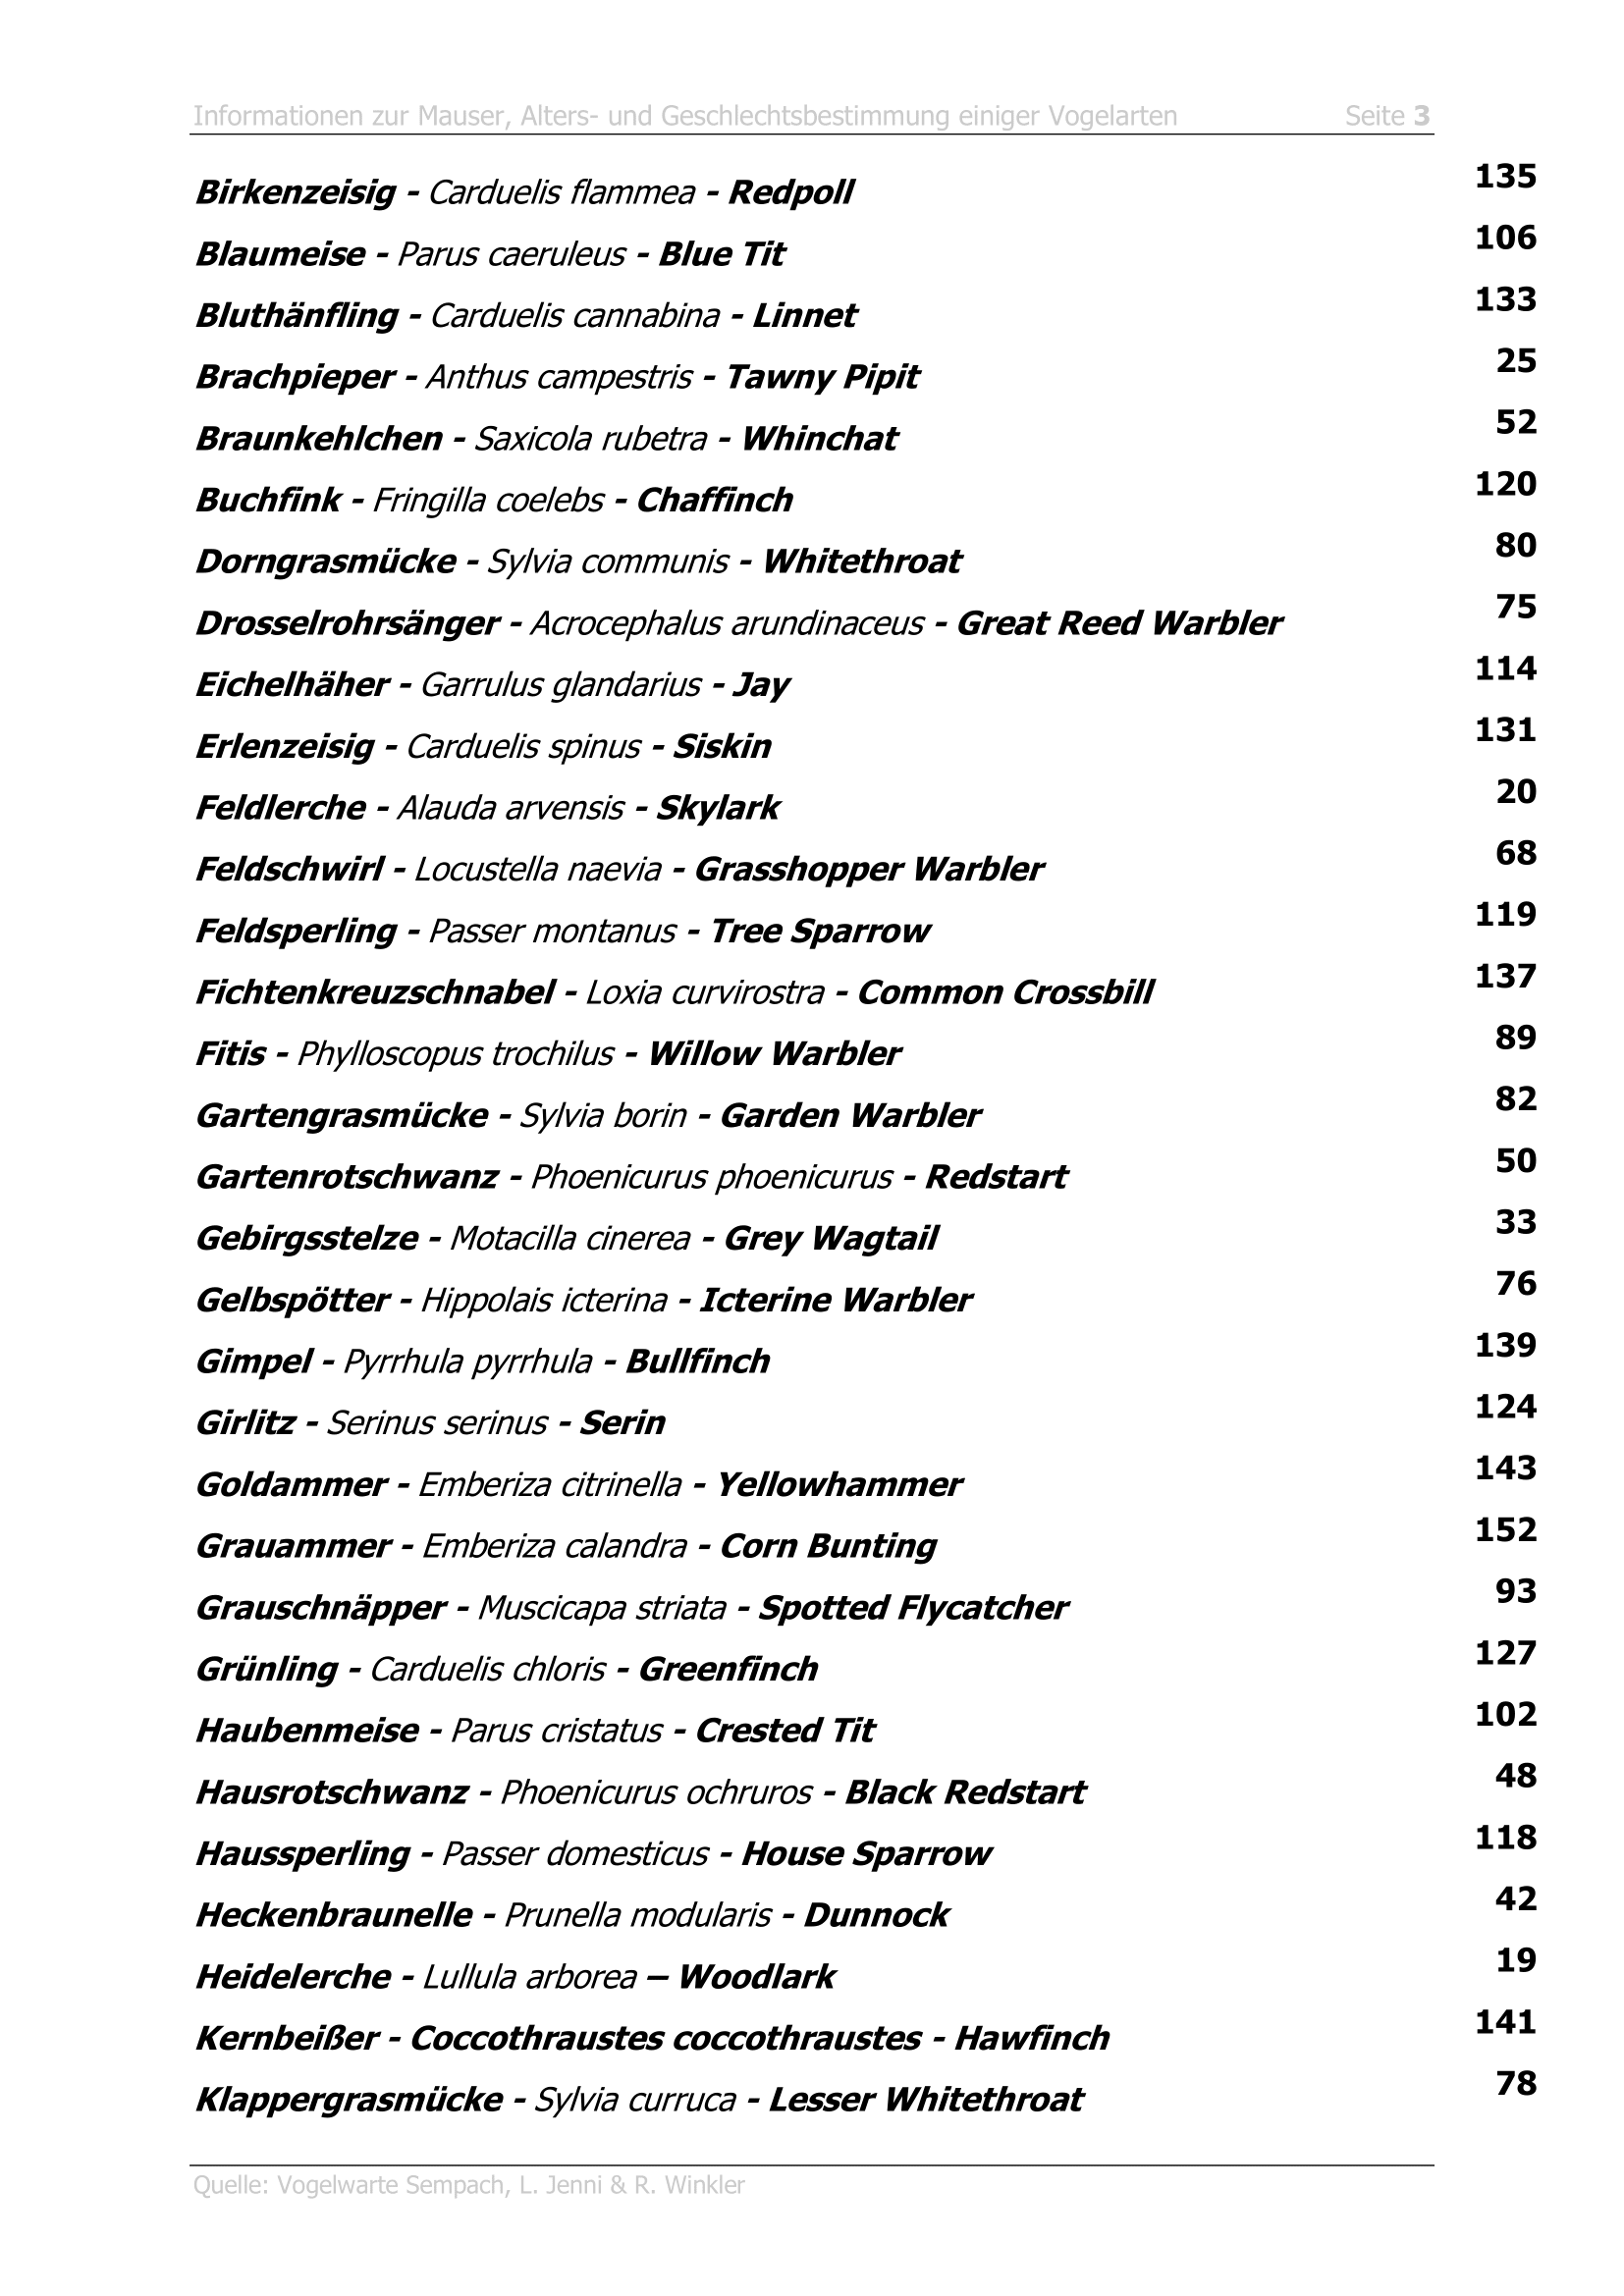 Informationen zur Mauser, Alters- und Geschlechtsbestimmung einiger Vogelarten Seite 3
Birkenzeisig - Carduelis flammea - Redpoll 135
Blaumeise - Parus caeruleus - Blue Tit 106
Bluthänfling - Carduelis cannabina - Linnet 133
Brachpieper - Anthus campestris - Tawny Pipit 25
Braunkehlchen - Saxicola rubetra - Whinchat 52
Buchfink - Fringilla coelebs - Chaffinch 120
Dorngrasmücke - Sylvia communis - Whitethroat 80
Drosselrohrsänger - Acrocephalus arundinaceus - Great Reed Warbler 75
Eichelhäher - Garrulus glandarius - Jay 114
Erlenzeisig - Carduelis spinus - Siskin 131
Feldlerche - Alauda arvensis - Skylark 20
Feldschwirl - Locustella naevia - Grasshopper Warbler 68
Feldsperling - Passer montanus - Tree Sparrow 119
Fichtenkreuzschnabel - Loxia curvirostra - Common Crossbill 137
Fitis - Phylloscopus trochilus - Willow Warbler 89
Gartengrasmücke - Sylvia borin - Garden Warbler 82
Gartenrotschwanz - Phoenicurus phoenicurus - Redstart 50
Gebirgsstelze - Motacilla cinerea - Grey Wagtail 33
Gelbspötter - Hippolais icterina - Icterine Warbler 76
Gimpel - Pyrrhula pyrrhula - Bullfinch 139
Girlitz - Serinus serinus - Serin 124
Goldammer - Emberiza citrinella - Yellowhammer 143
Grauammer - Emberiza calandra - Corn Bunting 152
Grauschnäpper - Muscicapa striata - Spotted Flycatcher 93
Grünling - Carduelis chloris - Greenfinch 127
Haubenmeise - Parus cristatus - Crested Tit 102
Hausrotschwanz - Phoenicurus ochruros - Black Redstart 48
Haussperling - Passer domesticus - House Sparrow 118
Heckenbraunelle - Prunella modularis - Dunnock 42
Heidelerche - Lullula arborea – Woodlark 19
Kernbeißer - Coccothraustes coccothraustes - Hawfinch 141
Klappergrasmücke - Sylvia curruca - Lesser Whitethroat 78
Quelle: Vogelwarte Sempach, L. Jenni & R. Winkler